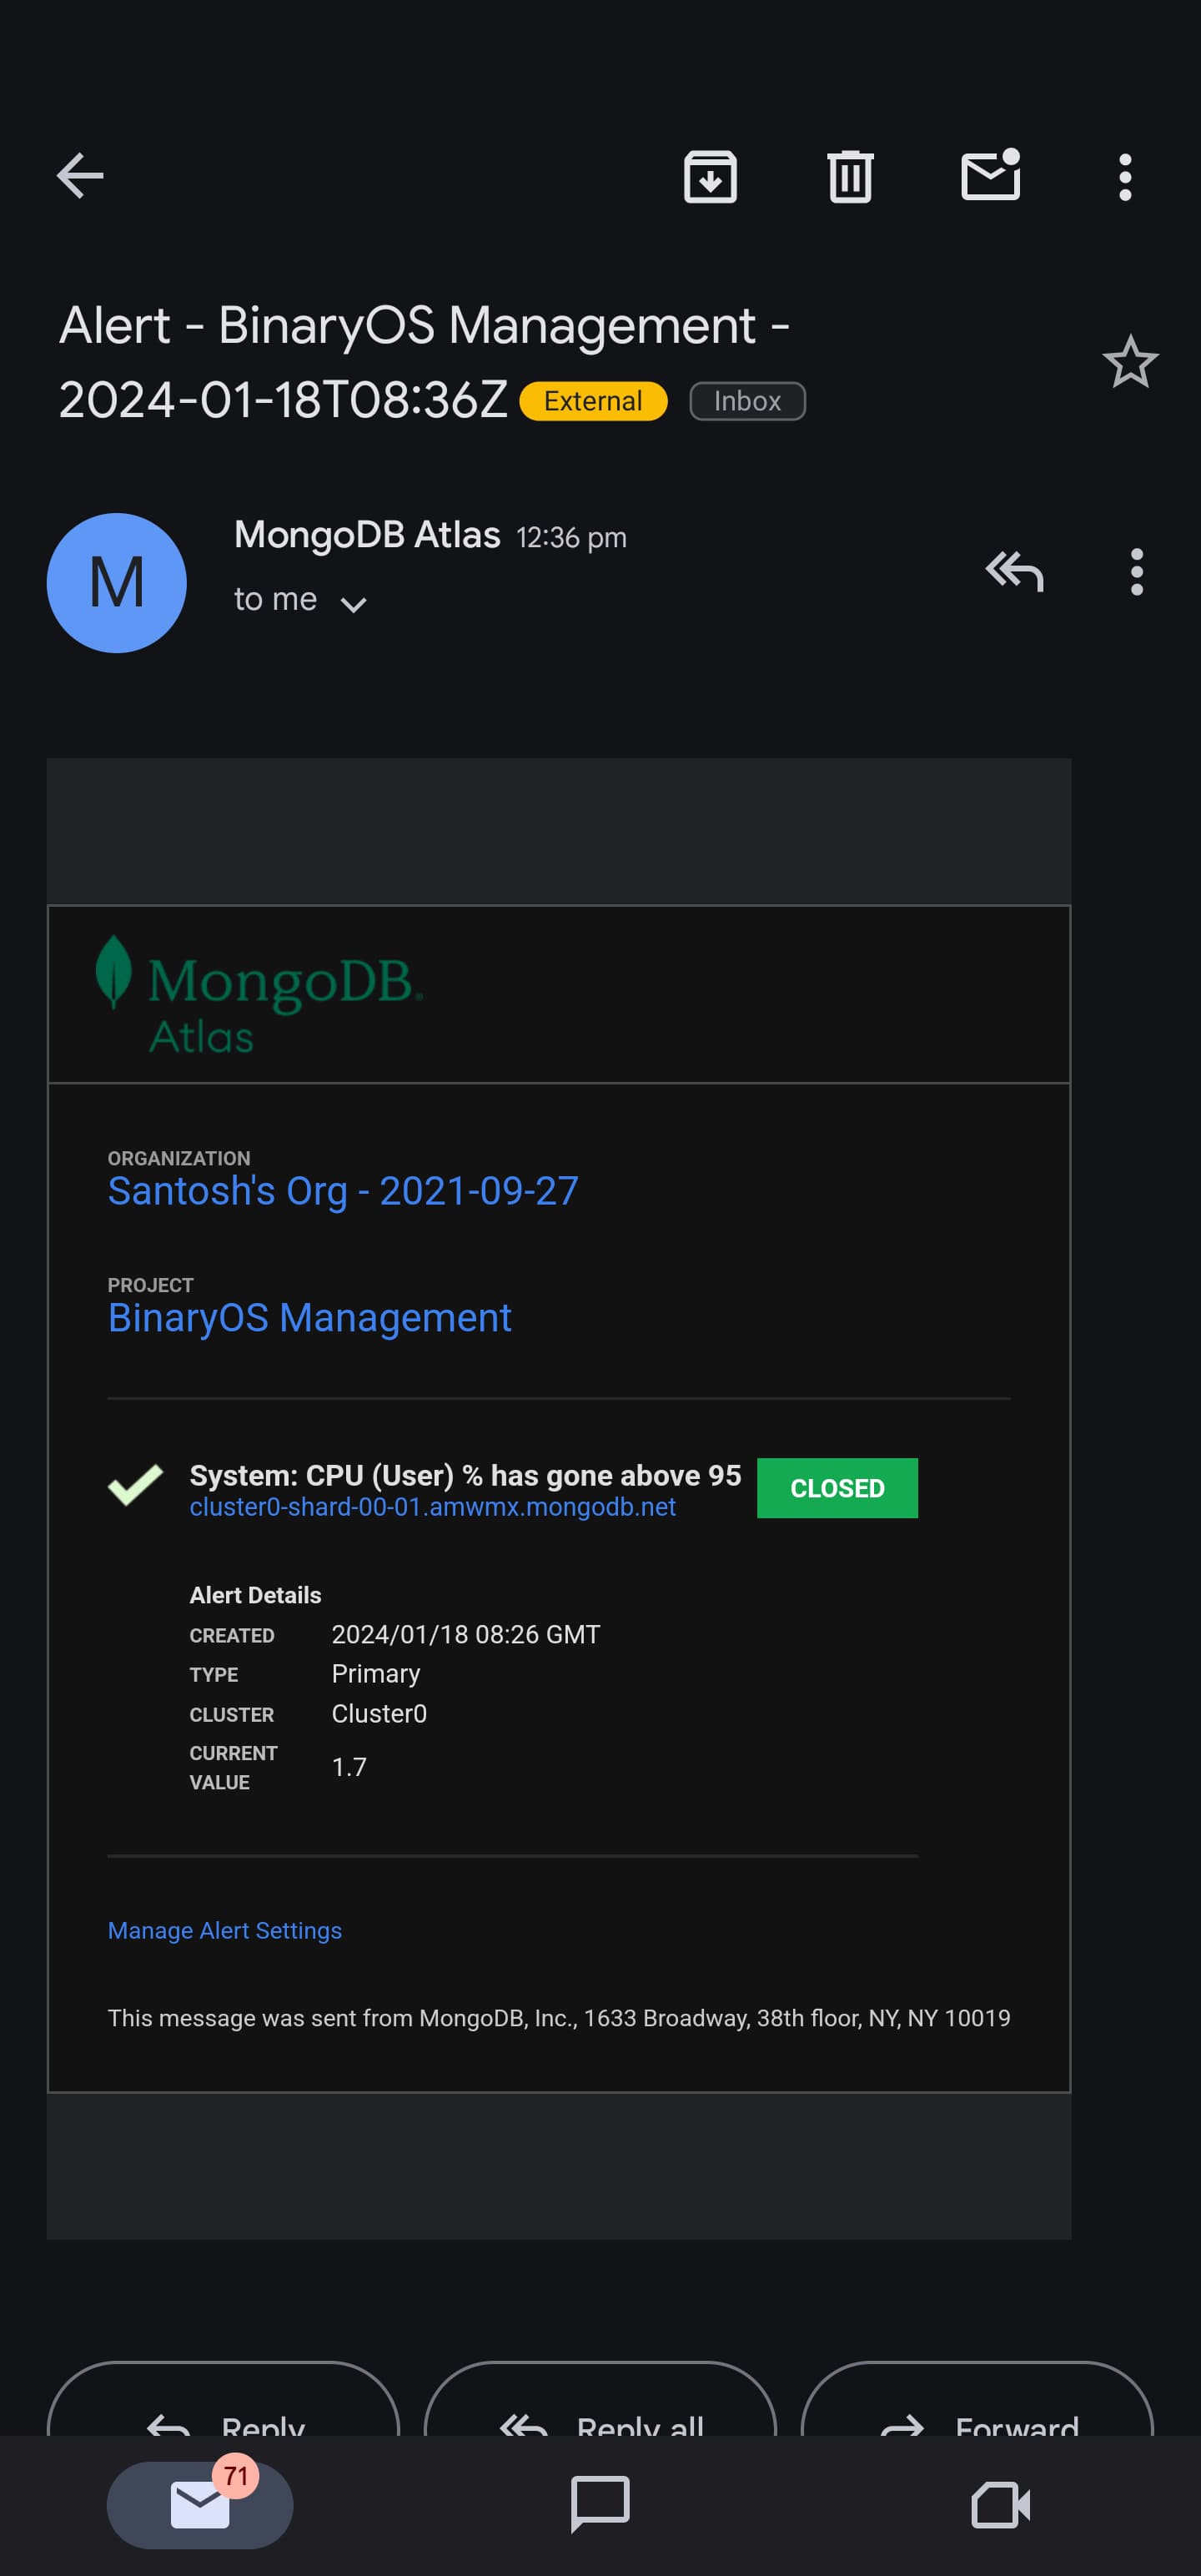 Alert - BinaryOS Management -
2024-01-18T08:36Z External Inbox
M
MongoDB Atlas 12:36 pm
to me
MongoDB.
Atlas
ORGANIZATION
Santosh's Org - 2021-09-27
PROJECT
BinaryOS Management
System: CPU (User) % has gone above 95 CLOSED
cluster0-shard-00-01.amwmx.mongodb.net
Alert Details
CREATED 2024/01/18 08:26 GMT
TYPE Primary
CLUSTER Cluster0
CURRENT
VALUE 1.7
Manage Alert Settings
This message was sent from MongoDB, Inc., 1633 Broadway, 38th floor, NY, NY 10019
Reply Reply all Forward
71